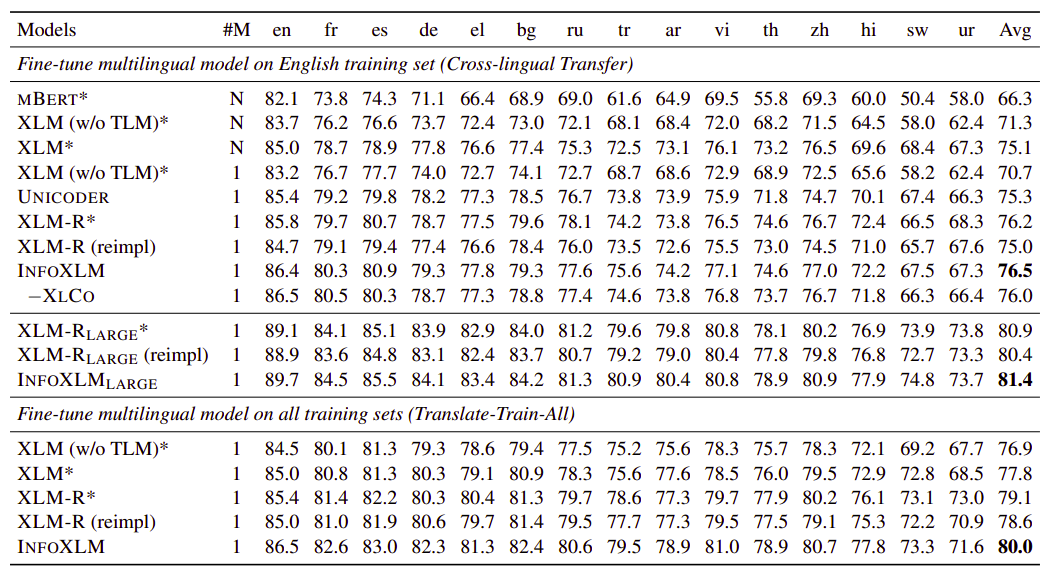 Models #M en fr es de el bg ru tr ar vi th zh hi sw ur Avg
Fine-tune multilingual model on English training set (Cross-lingual Transfer)
MBERT* N 82.1 73.8 74.3 71.1 66.4 68.9 69.0 61.6 64.9 69.5 55.8 69.3 60.0 50.4 58.0 66.3
XLM (w/o TLM)* N 83.7 76.2 76.6 73.7 72.4 73.0 72.1 68.1 68.4 72.0 68.2 71.5 64.5 58.0 62.4 71.3
XLM* N 85.0 78.7 78.9 77.8 76.6 77.4 75.3 72.5 73.1 76.1 73.2 76.5 69.6 68.4 67.3 75.1
XLM (w/o TLM)* 1 83.2 76.7 77.7 74.0 72.7 74.1 72.7 68.7 68.6 72.9 68.9 72.5 65.6 58.2 62.4 70.7
UNICODER 1 85.4 79.2 79.8 78.2 77.3 78.5 76.7 73.8 73.9 75.9 71.8 74.7 70.1 67.4 66.3 75.3
XLM-R* 1 85.8 79.7 80.7 78.7 77.5 79.6 78.1 74.2 73.8 76.5 74.6 76.7 72.4 66.5 68.3 76.2
XLM-R (reimpl) 1 84.7 79.1 79.4 77.4 76.6 78.4 76.0 73.5 72.6 75.5 73.0 74.5 71.0 65.7 67.6 75.0
INFOXLM 1 86.4 80.3 80.9 79.3 77.8 79.3 77.6 75.6 74.2 77.1 74.6 77.0 72.2 67.5 67.3 76.5
−XLCO 1 86.5 80.5 80.3 78.7 77.3 78.8 77.4 74.6 73.8 76.8 73.7 76.7 71.8 66.3 66.4 76.0
XLM-RLARGE* 1 89.1 84.1 85.1 83.9 82.9 84.0 81.2 79.6 79.8 80.8 78.1 80.2 76.9 73.9 73.8 80.9
XLM-RLARGE (reimpl) 1 88.9 83.6 84.8 83.1 82.4 83.7 80.7 79.2 79.0 80.4 77.8 79.8 76.8 72.7 73.3 80.4
INFOXLMLARGE 1 89.7 84.5 85.5 84.1 83.4 84.2 81.3 80.9 80.4 80.8 78.9 80.9 77.9 74.8 73.7 81.4
Fine-tune multilingual model on all training sets (Translate-Train-All)
XLM (w/o TLM)* 1 84.5 80.1 81.3 79.3 78.6 79.4 77.5 75.2 75.6 78.3 75.7 78.3 72.1 69.2 67.7 76.9
XLM* 1 85.0 80.8 81.3 80.3 79.1 80.9 78.3 75.6 77.6 78.5 76.0 79.5 72.9 72.8 68.5 77.8
XLM-R* 1 85.4 81.4 82.2 80.3 80.4 81.3 79.7 78.6 77.3 79.7 77.9 80.2 76.1 73.1 73.0 79.1
XLM-R (reimpl) 1 85.0 81.0 81.9 80.6 79.7 81.4 79.5 77.7 77.3 79.5 77.5 79.1 75.3 72.2 70.9 78.6
INFOXLM 1 86.5 82.6 83.0 82.3 81.3 82.4 80.6 79.5 78.9 81.0 78.9 80.7 77.8 73.3 71.6 80.0